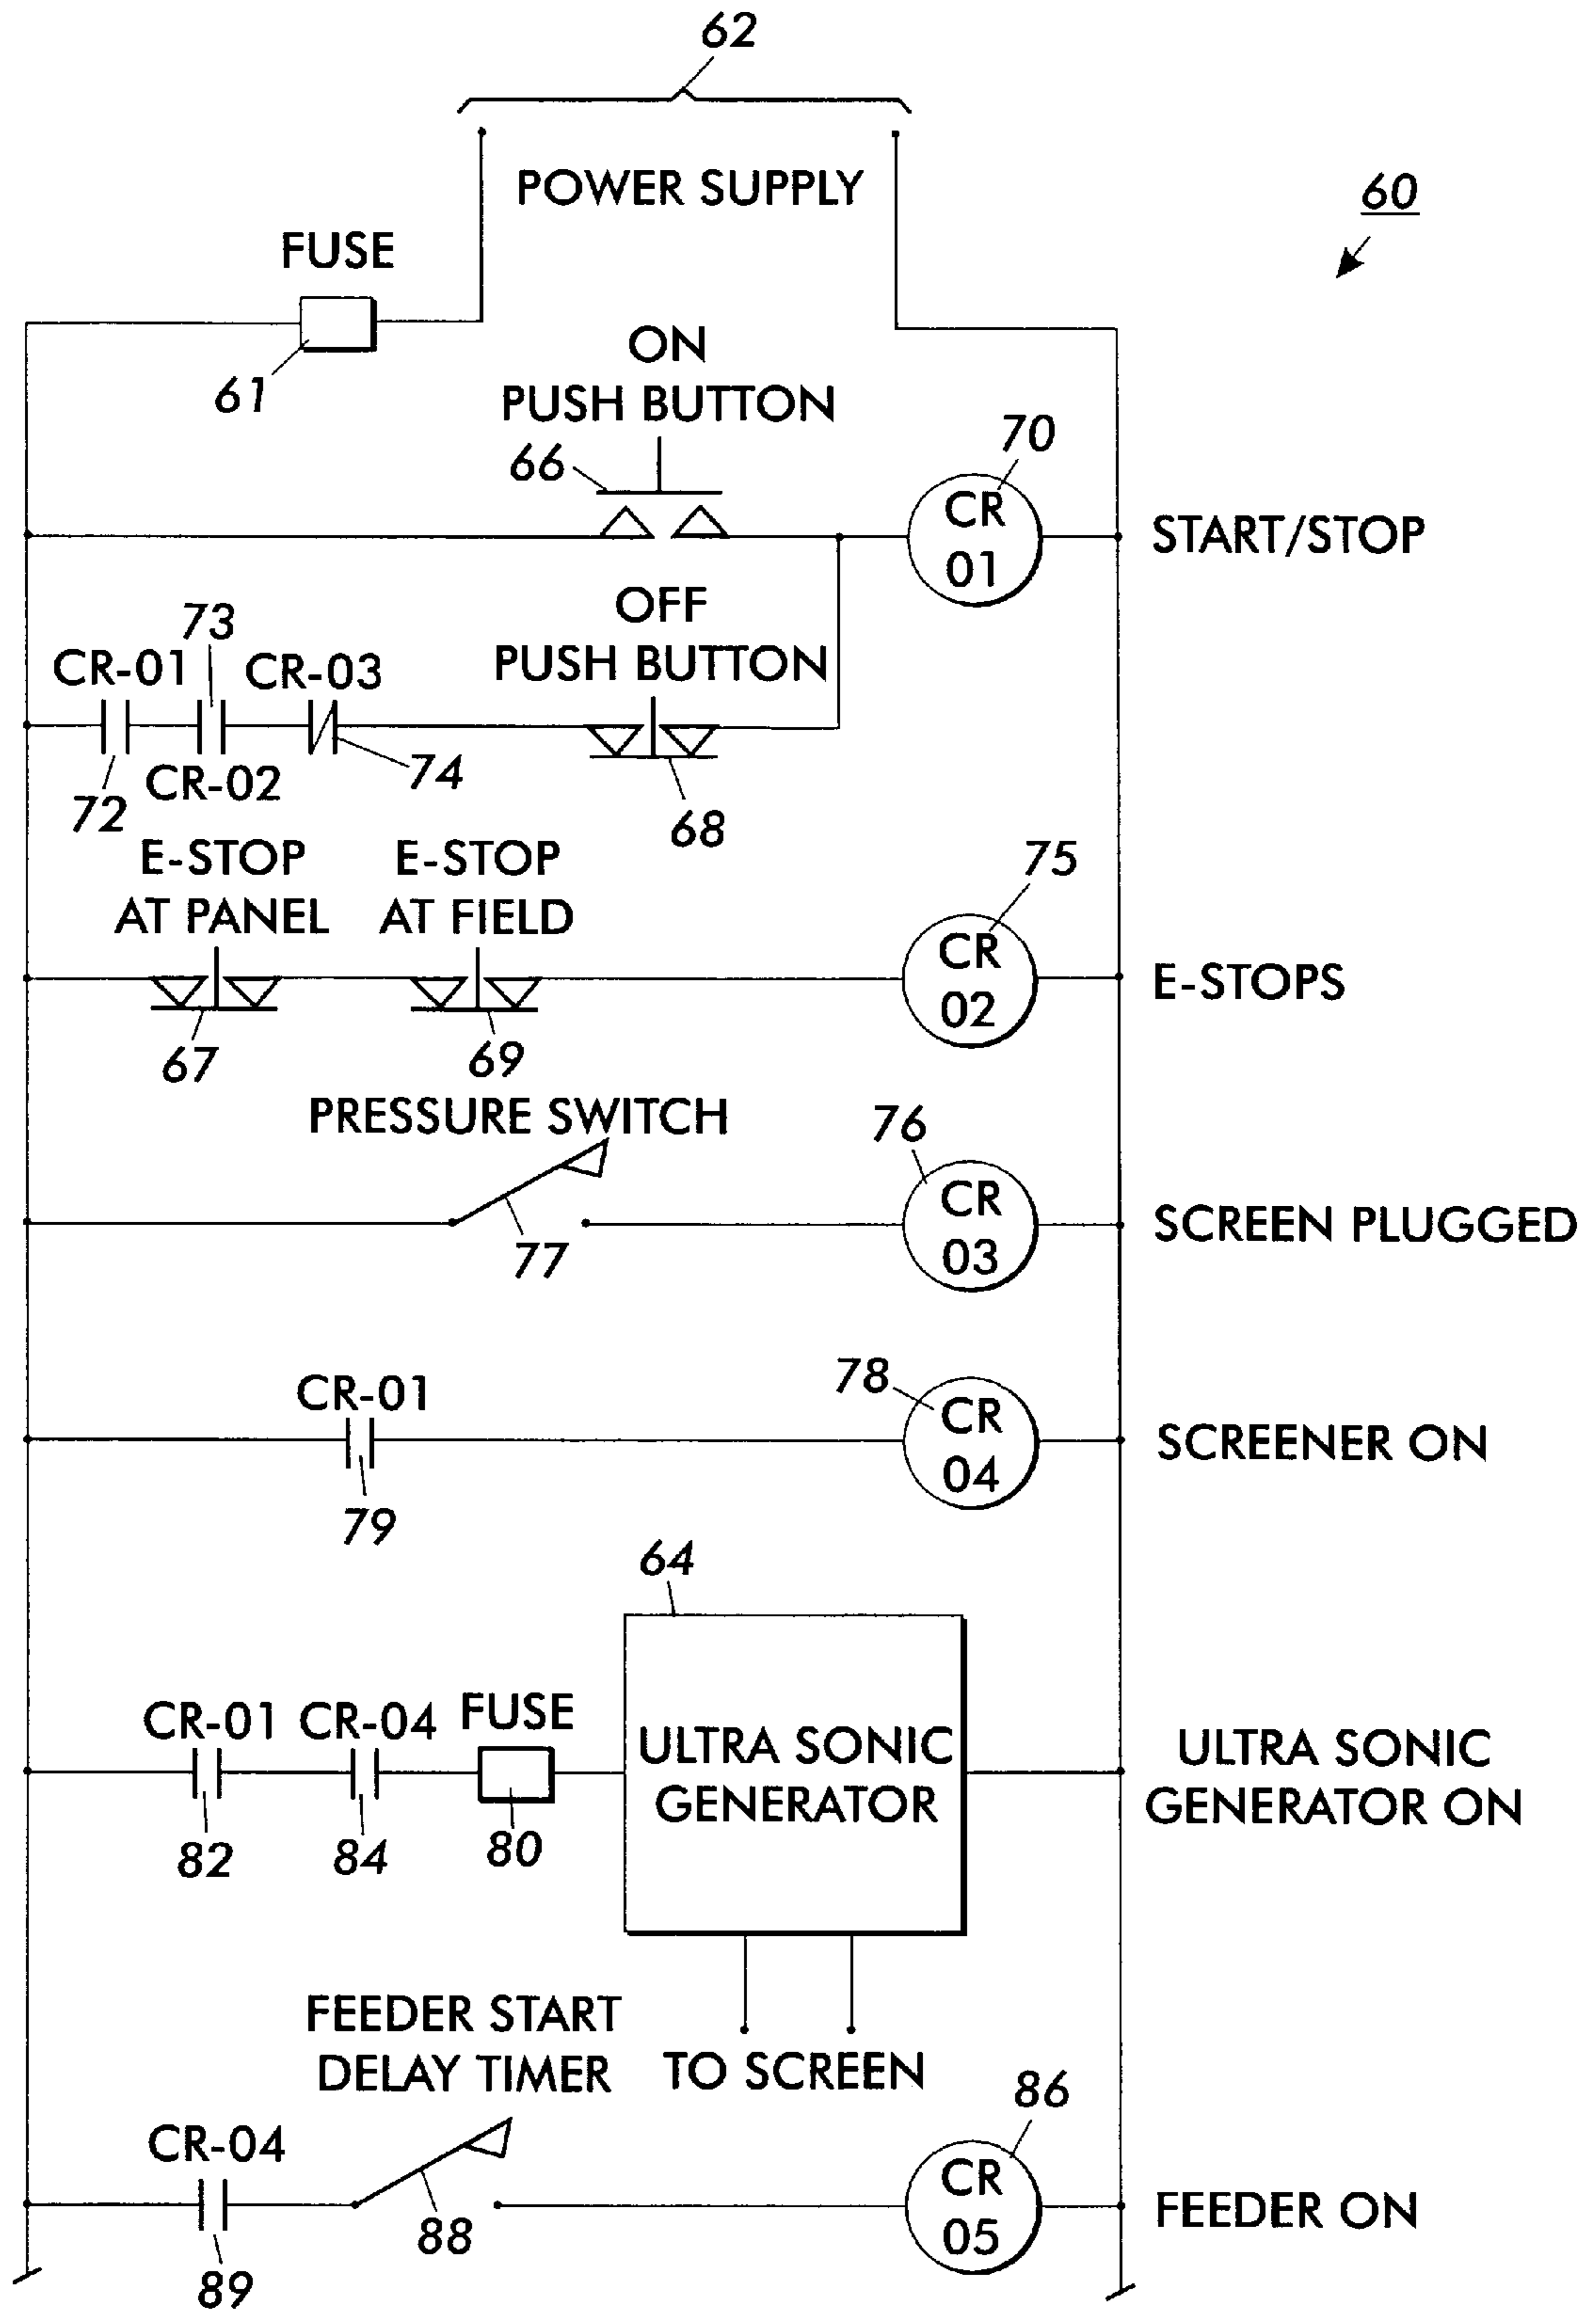 62
POWER SUPPLY
60
FUSE
61
ON
PUSH BUTTON
66
70
CR
01
START/STOP
73
OFF
PUSH BUTTON
CR-01
CR-03
72
CR-02
74
68
E-STOP
AT PANEL
E-STOP
AT FIELD
75
CR
02
E-STOPS
67
69
PRESSURE SWITCH
76
77
CR
03
SCREEN PLUGGED
CR-01
78
CR
04
SCREENER ON
79
64
CR-01
CR-04
FUSE
ULTRA SONIC
GENERATOR
ULTRA SONIC
GENERATOR ON
82
84
80
FEEDER START
DELAY TIMER
TO SCREEN
86
CR-04
88
CR
05
FEEDER ON
89